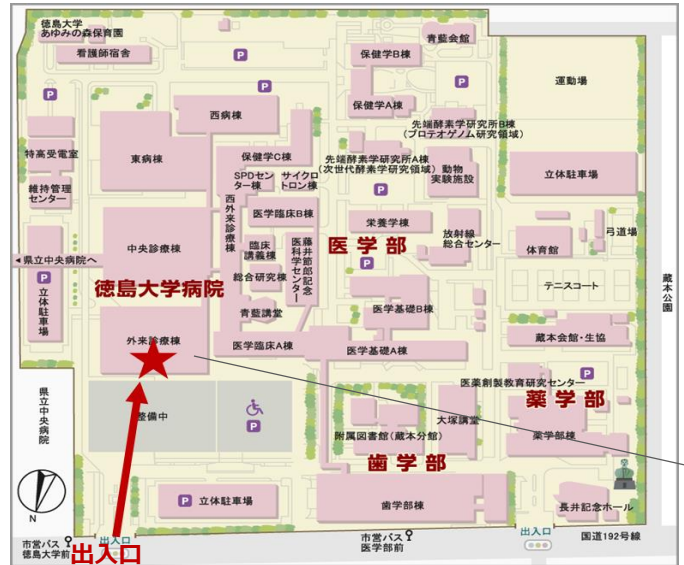 徳島大学
あゆみの森保育園
看護師宿舎
P
P
P
西病棟
特高受電室
維持管理
センター
東病棟
保健学C棟
SPDセン
ター棟
サイクロ
トロン棟
西外来診療棟
医学臨床B棟
臨床
講義棟
総合研究棟
藤井節郎記念
医科学センター
青藍講堂
中央診療棟
県立中央病院へ
P
立体駐車場
徳島大学病院
外来診療棟
医学臨床A棟
青藍会館
保健学B棟
P
保健学A棟
先端酵素学研究所B棟
(プロテオゲノム研究領域)
先端酵素学研究所A棟
(次世代酵素学研究領域)
動物
実験施設
P
栄養学棟
放射線
総合センター
医学部
P
医学基礎B棟
医学基礎A棟
運動場
立体駐車場
弓道場
体育館
テニスコート
蔵本公園
蔵本会館・生協
P
医薬創製教育研究センター
薬学部
薬学部棟
大塚講堂
附属図書館(蔵本分館)
歯学部
歯学部棟
長井記念ホール
県立中央病院
整備中
P
P 立体駐車場
N
市営バス
徳島大学前
出入口
出入口
市営バス
医学部前
出入口
国道192号線